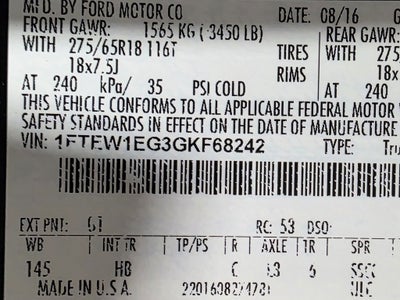 MFD. BY FORD MOTOR CO DATE: 08/16
FRONT GAWR: 1565 KG ( 3450 LB) REAR GAWR:
WITH 275/65R18 116T TIRES WITH 275
18x7.5J RIMS 18x7
AT 240 kPa/ 35 PSI COLD AT 240
THIS VEHICLE CONFORMS TO ALL APPLICABLE FEDERAL MOTOR
SAFETY STANDARDS IN EFFECT ON THE DATE OF MANUFACTURE
VIN: 1FTEW1EG3GKF68242 TYPE: Tru
EXT PNT: RC: 53 DSO:
WB INT TR TP/PS R AXLE TR SPR
145 HB 6
MADE IN U.S.A.